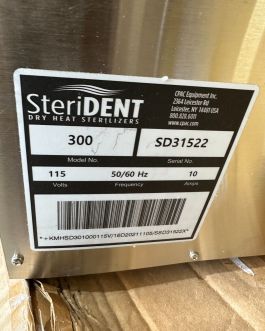 SteriDENT
DRY HEAT STERILIZERS
CPAC Equipment Inc.
2364 Leicester Rd
Leicester, NY 14481 USA
800.828.6011
www.cpac.com
300
SD31522
Model No.
Serial No.
115
50/60 Hz
10
Volts
Frequency
Amps